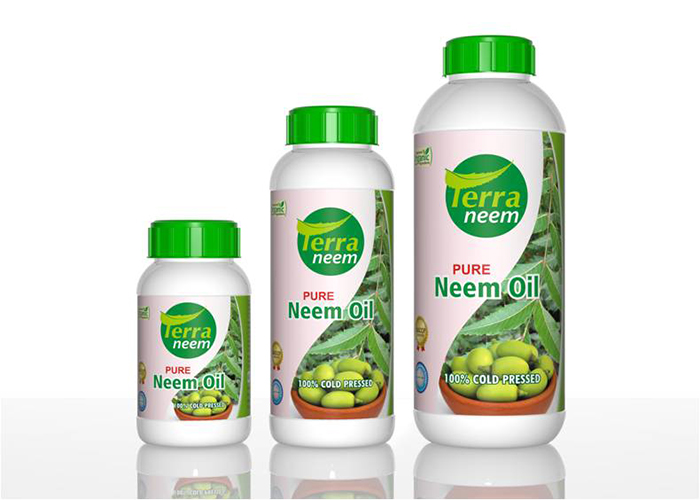 Terra
neem
PURE
Neem Oil
100% COLD PRESSED
Terra
neem
PURE
Neem Oil
100% COLD PRESSED
organic
Terra
neem
PURE
Neem Oil
100% COLD PRESSED